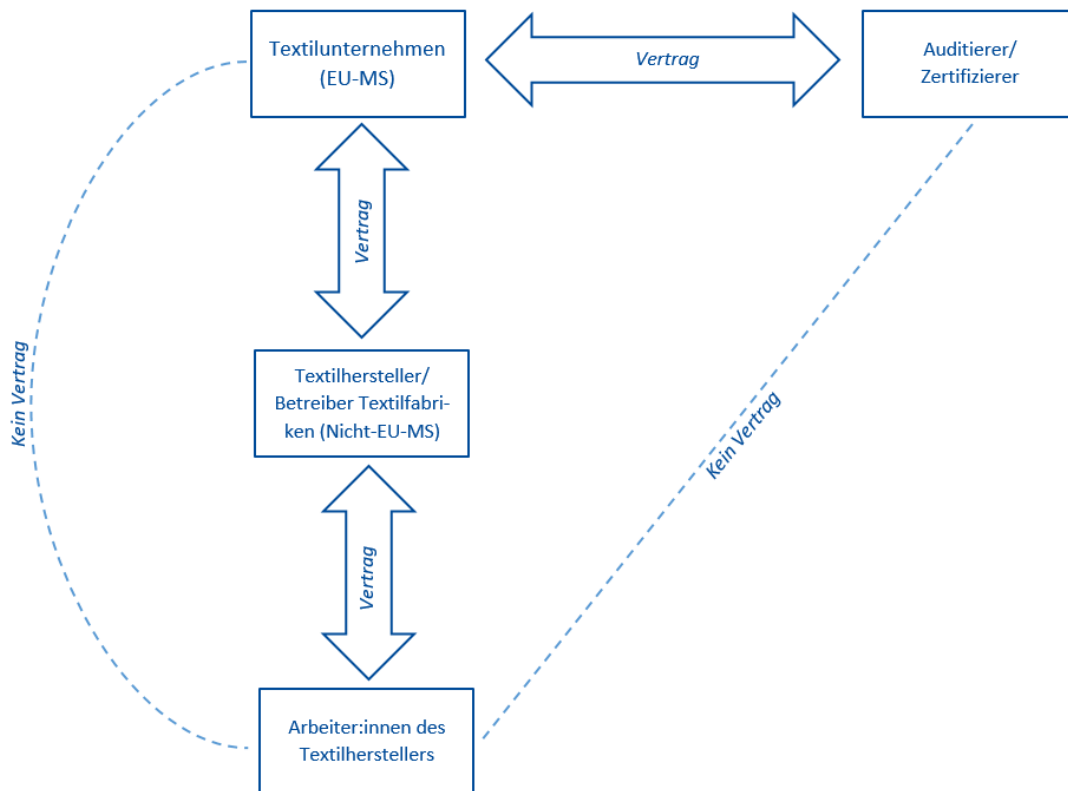 Textilunternehmen
(EU-MS)
Vertrag
Auditierer/
Zertifizierer
Vertrag
Kein Vertrag
Textilhersteller/
Betreiber Textilfabri-
ken (Nicht-EU-MS)
Kein Vertrag
Vertrag
Arbeiter:innen des
Textilherstellers